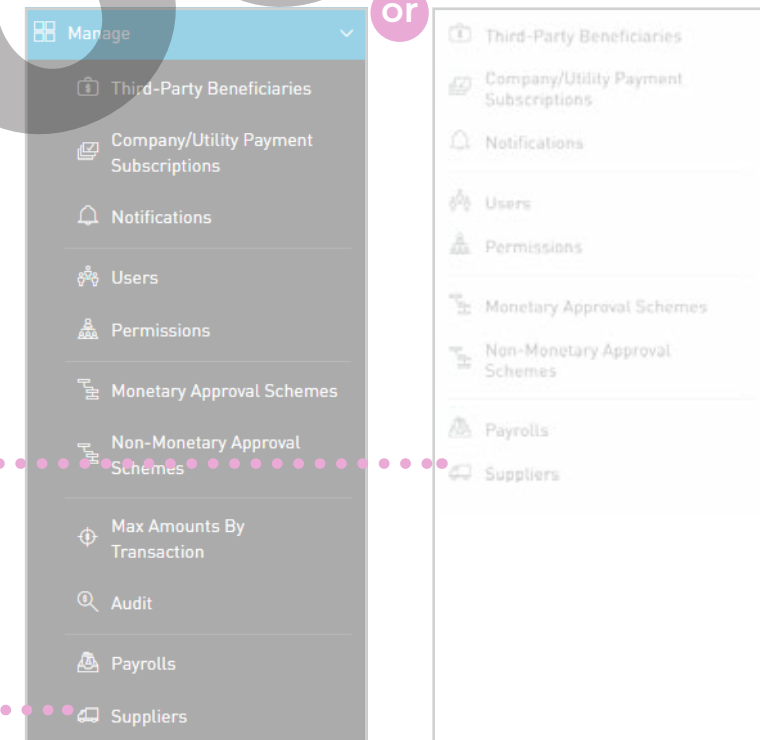 or
Manage
Third-Party Beneficiaries
Company/Utility Payment
Subscriptions
Notifications
Users
Permissions
Monetary Approval Schemes
Non-Monetary Approval
Schemes
Max Amounts By
Transaction
Audit
Payrolls
Suppliers
Third-Party Beneficiaries
Company/Utility Payment
Subscriptions
Notifications
Users
Permissions
Monetary Approval Schemes
Non-Monetary Approval
Schemes
Payrolls
Suppliers